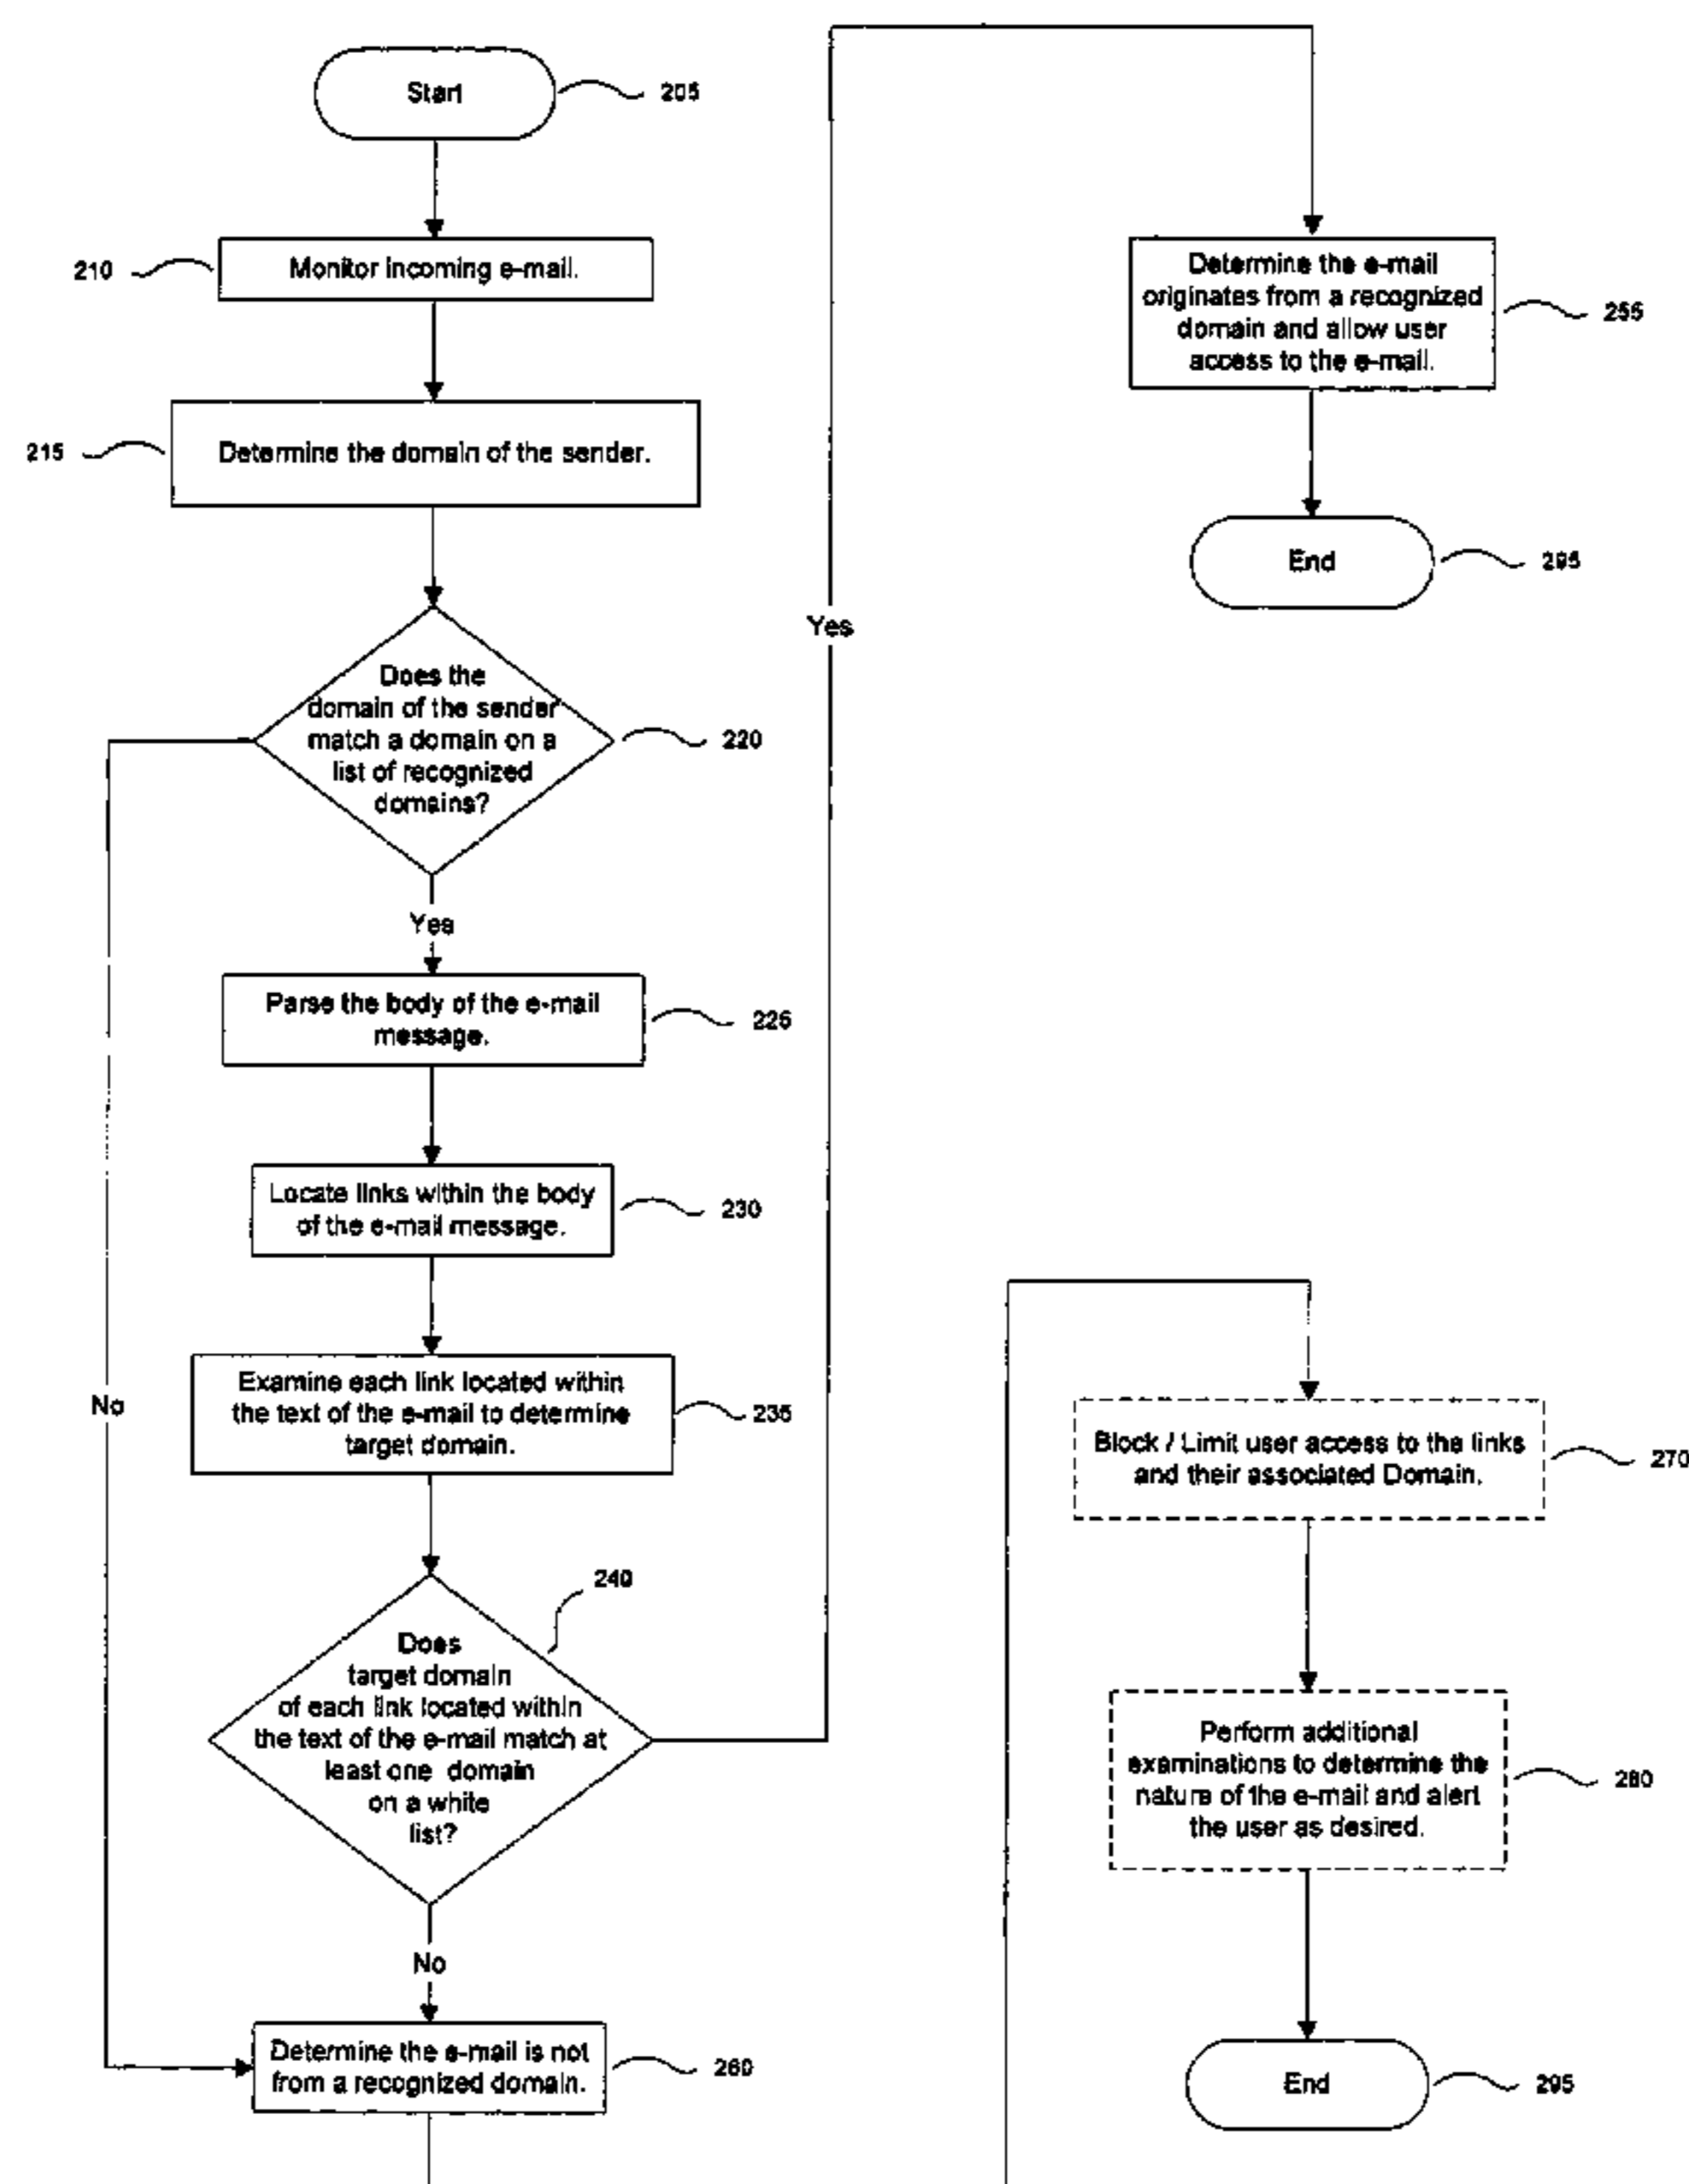 Start
205
210
Monitor incoming e-mail.
215
Determine the domain of the sender.
Does the
domain of the sender
match a domain on a
list of recognized
domains?
220
Yes
Parse the body of the e-mail
message.
225
Locate links within the body
of the e-mail message.
230
No
Examine each link located within
the text of the e-mail to determine
target domain.
235
240
Does
target domain
of each link located within
the text of the e-mail match at
least one domain
on a white
list?
No
Determine the e-mail is not
from a recognized domain.
260
Yes
Determine the e-mail
originates from a recognized
domain and allow user
access to the e-mail.
255
End
295
Block / Limit user access to the links
and their associated Domain.
270
Perform additional
examinations to determine the
nature of the e-mail and alert
the user as desired.
280
End
295